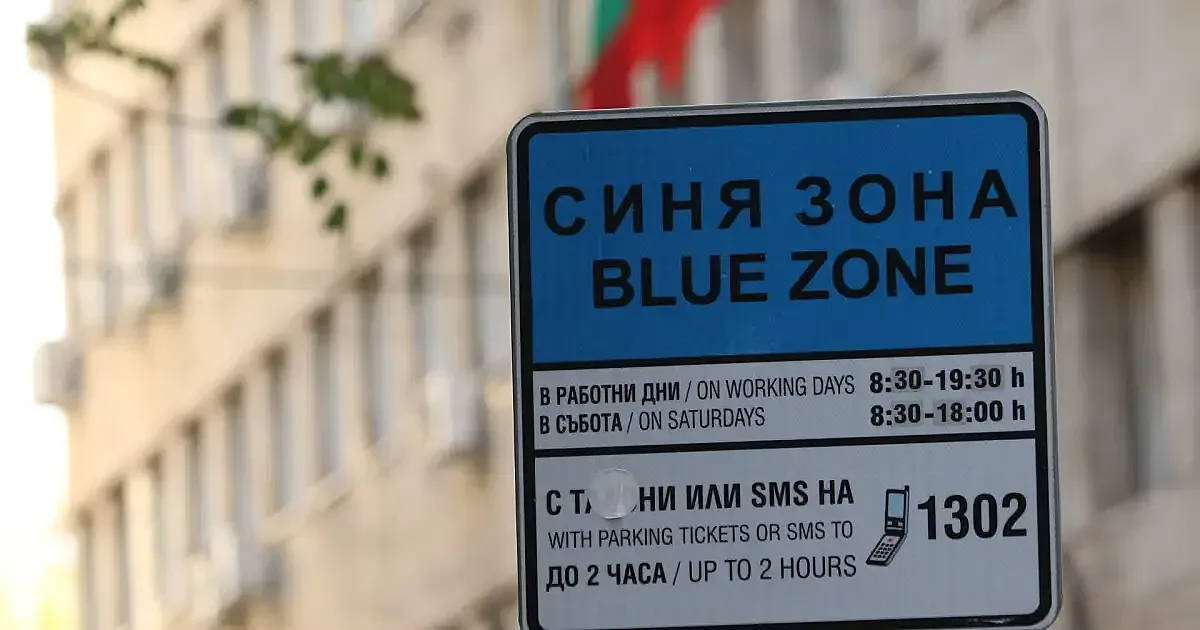 СИНЯ ЗОНА
BLUE ZONE
В РАБОТНИ ДНИ / ON WORKING DAYS 8:30-19:30 h
В СЪБОТА / ON SATURDAYS 8:30-18:00 h
С ИЛИ SMS НА
WITH PARKING TICKETS OR SMS TO 1302
ДО 2 ЧАСА / UP TO 2 HOURS